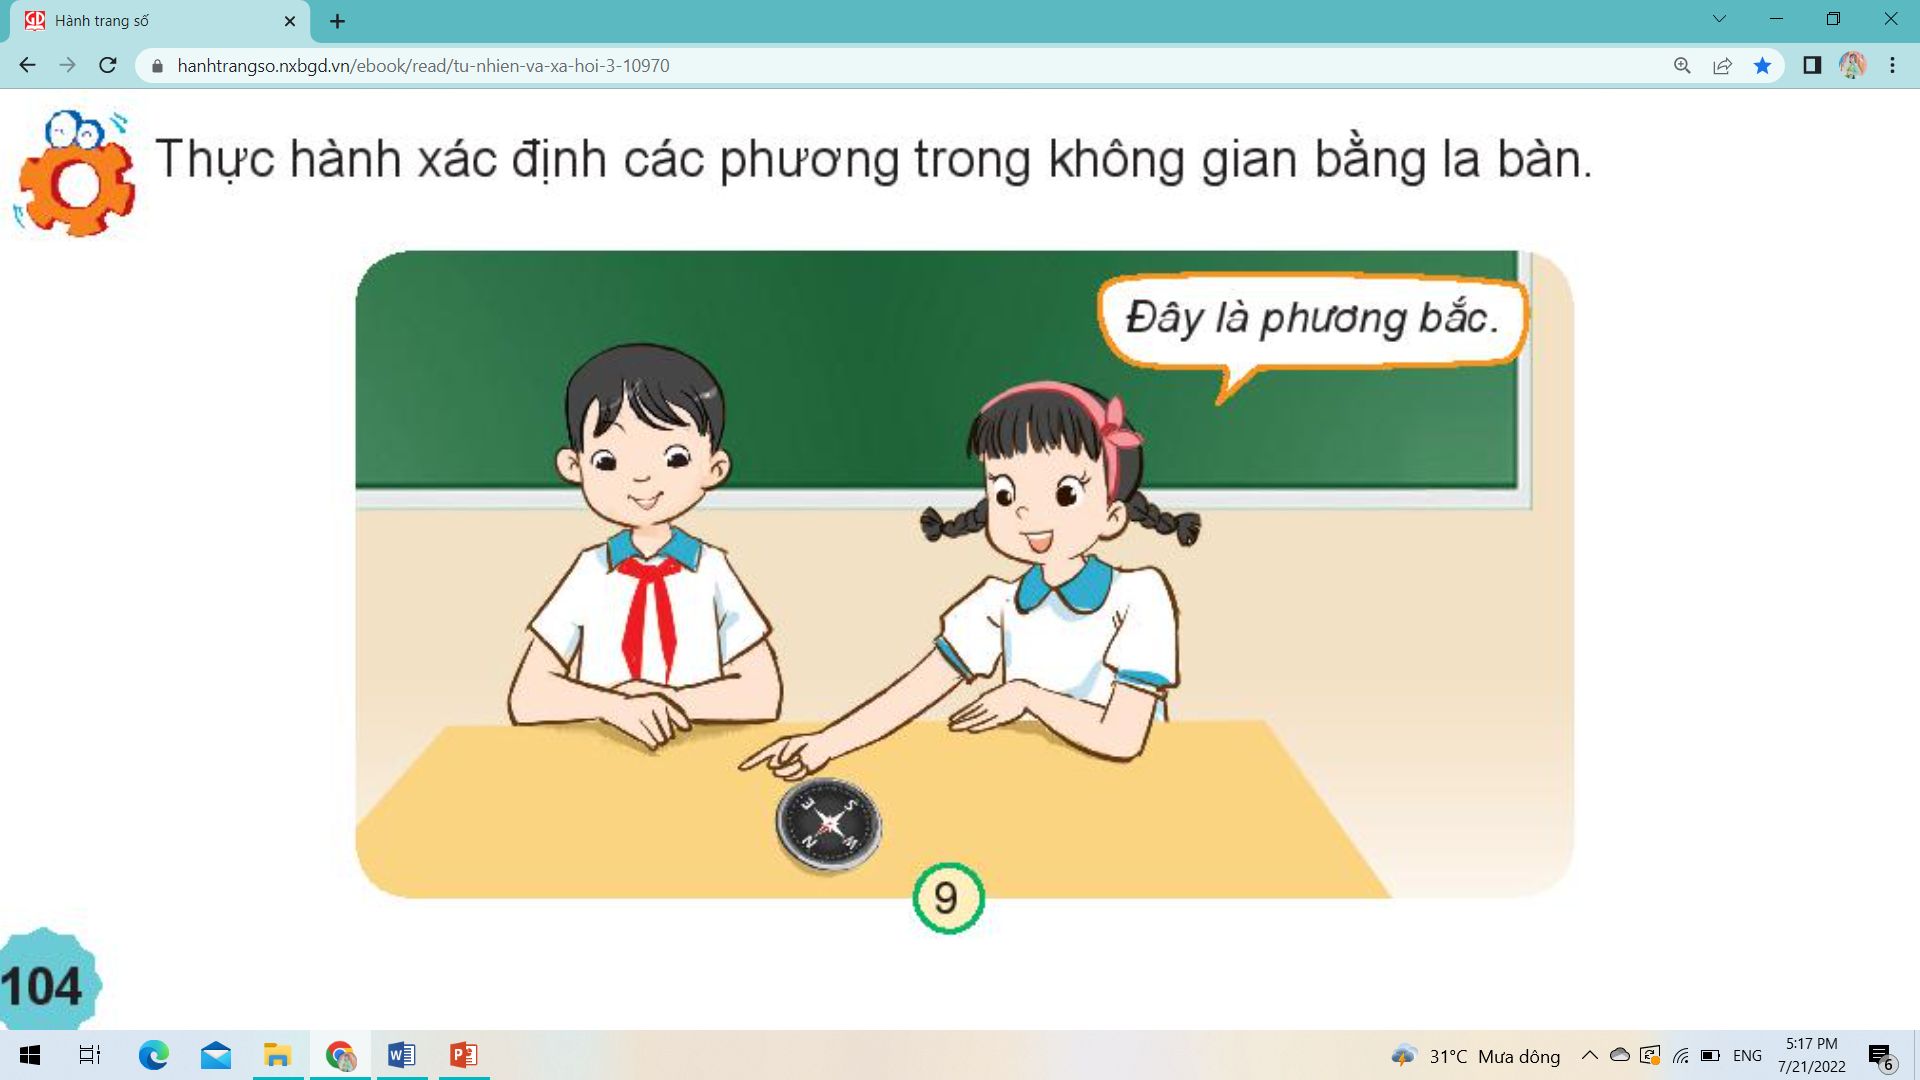 Hành trang số
hanhtrangso.nxbgd.vn/ebook/read/tu-nhien-va-xa-hoi-3-10970
Thực hành xác định các phương trong không gian bằng la bàn.
Đây là phương bắc.
E S
N W
9
104
31°C Mưa dông
ENG
5:17 PM
7/21/2022
6